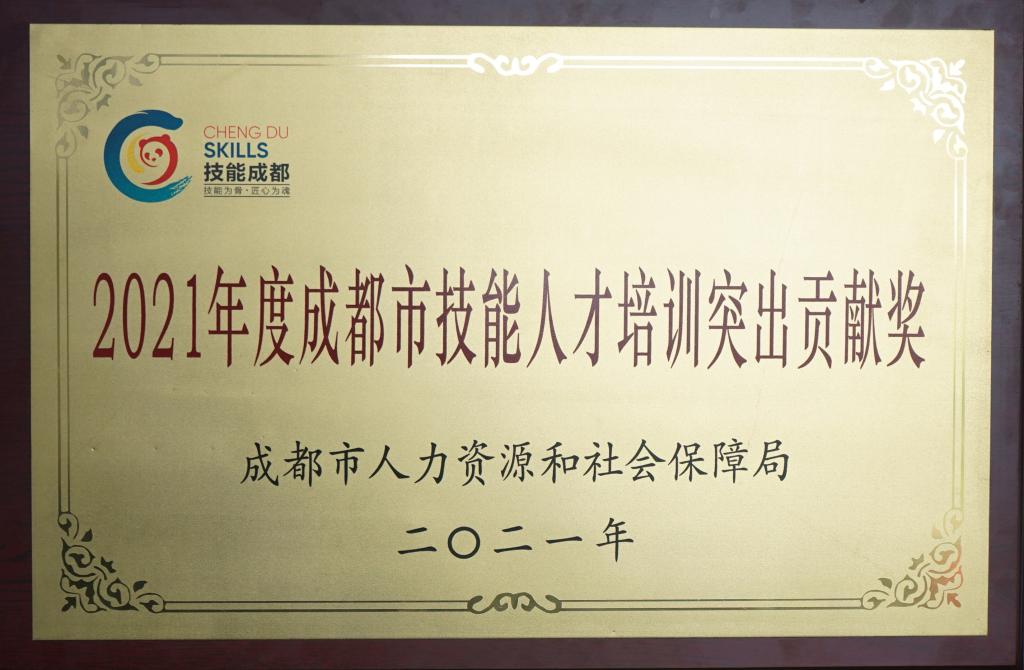 CHENG DU
SKILLS
技能成都
技能为骨·匠心为魂
2021年度成都市技能人才培训突出贡献奖
成都市人力资源和社会保障局
二〇二一年